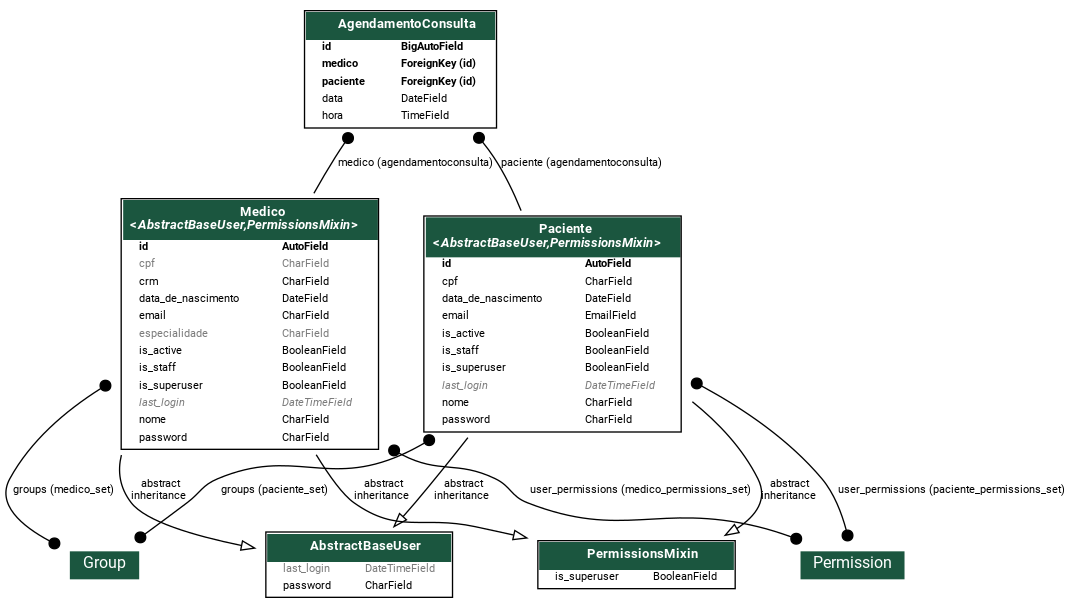 AgendamentoConsulta
id BigAutoField
medico ForeignKey (id)
paciente ForeignKey (id)
data DateField
hora TimeField
medico (agendamentoconsulta)
paciente (agendamentoconsulta)
Medico
<AbstractBaseUser,PermissionsMixin>
id AutoField
cpf CharField
crm CharField
data_de_nascimento DateField
email CharField
especialidade CharField
is_active BooleanField
is_staff BooleanField
is_superuser BooleanField
last_login DateTimeField
nome CharField
password CharField
Paciente
<AbstractBaseUser,PermissionsMixin>
id AutoField
cpf CharField
data_de_nascimento DateField
email EmailField
is_active BooleanField
is_staff BooleanField
is_superuser BooleanField
last_login DateTimeField
nome CharField
password CharField
groups (medico_set)
abstract
inheritance
groups (paciente_set)
abstract
inheritance
abstract
inheritance
user_permissions (medico_permissions_set)
abstract
inheritance
user_permissions (paciente_permissions_set)
Group
AbstractBaseUser
last_login DateTimeField
password CharField
PermissionsMixin
is_superuser BooleanField
Permission